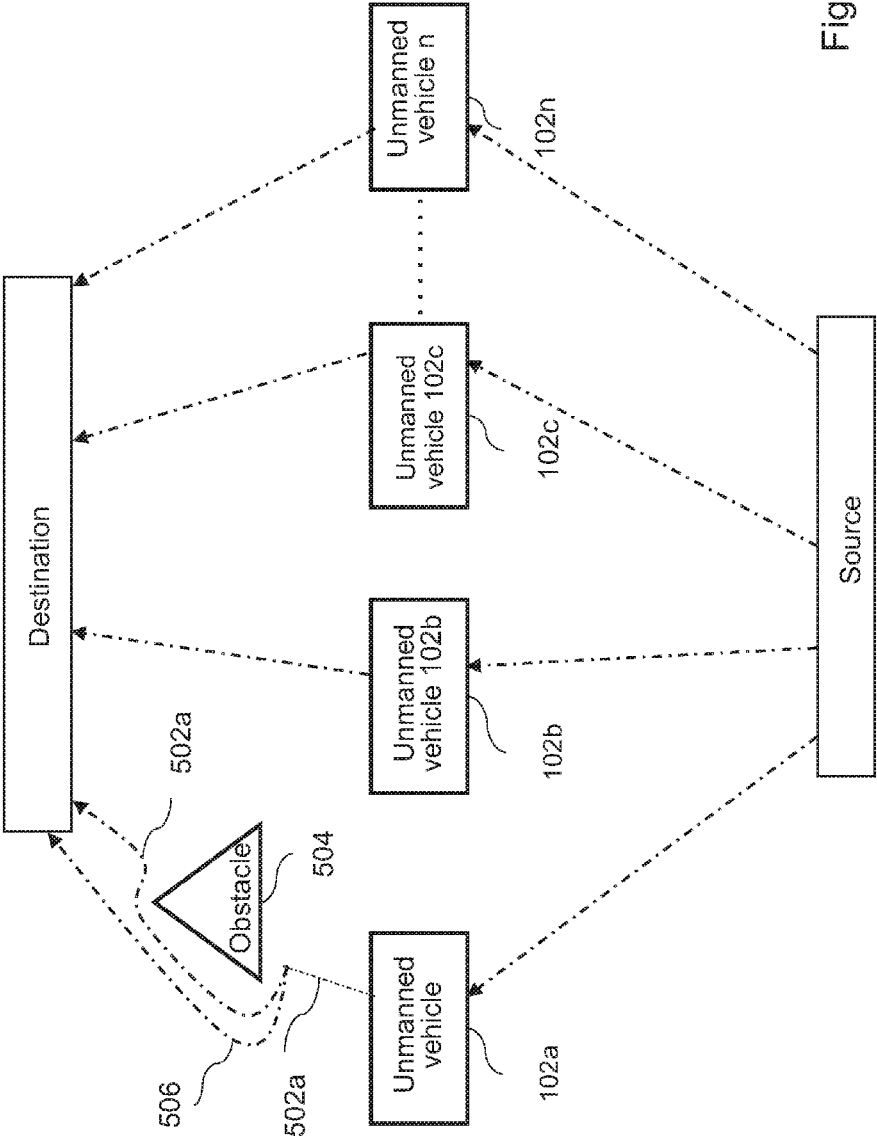 Destination
502a
Obstacle
504
506
502a
Unmanned
vehicle
102a
Unmanned
vehicle 102b
102b
Unmanned
vehicle 102c
102c
Unmanned
vehicle n
102n
Source
Fig